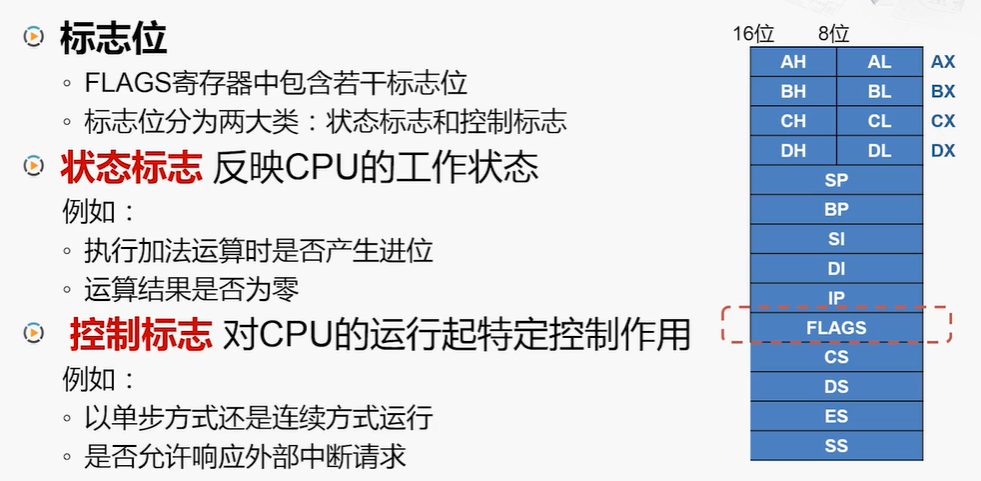 标志位
FLAGS寄存器中包含若干标志位
标志位分为两大类：状态标志和控制标志
状态标志 反映CPU的工作状态
例如：
执行加法运算时是否产生进位
运算结果是否为零
控制标志 对CPU的运行起特定控制作用
例如：
以单步方式还是连续方式运行
是否允许响应外部中断请求
16位 8位
AH AL AX
BH BL BX
CH CL CX
DH DL DX
SP
BP
SI
DI
IP
FLAGS
CS
DS
ES
SS